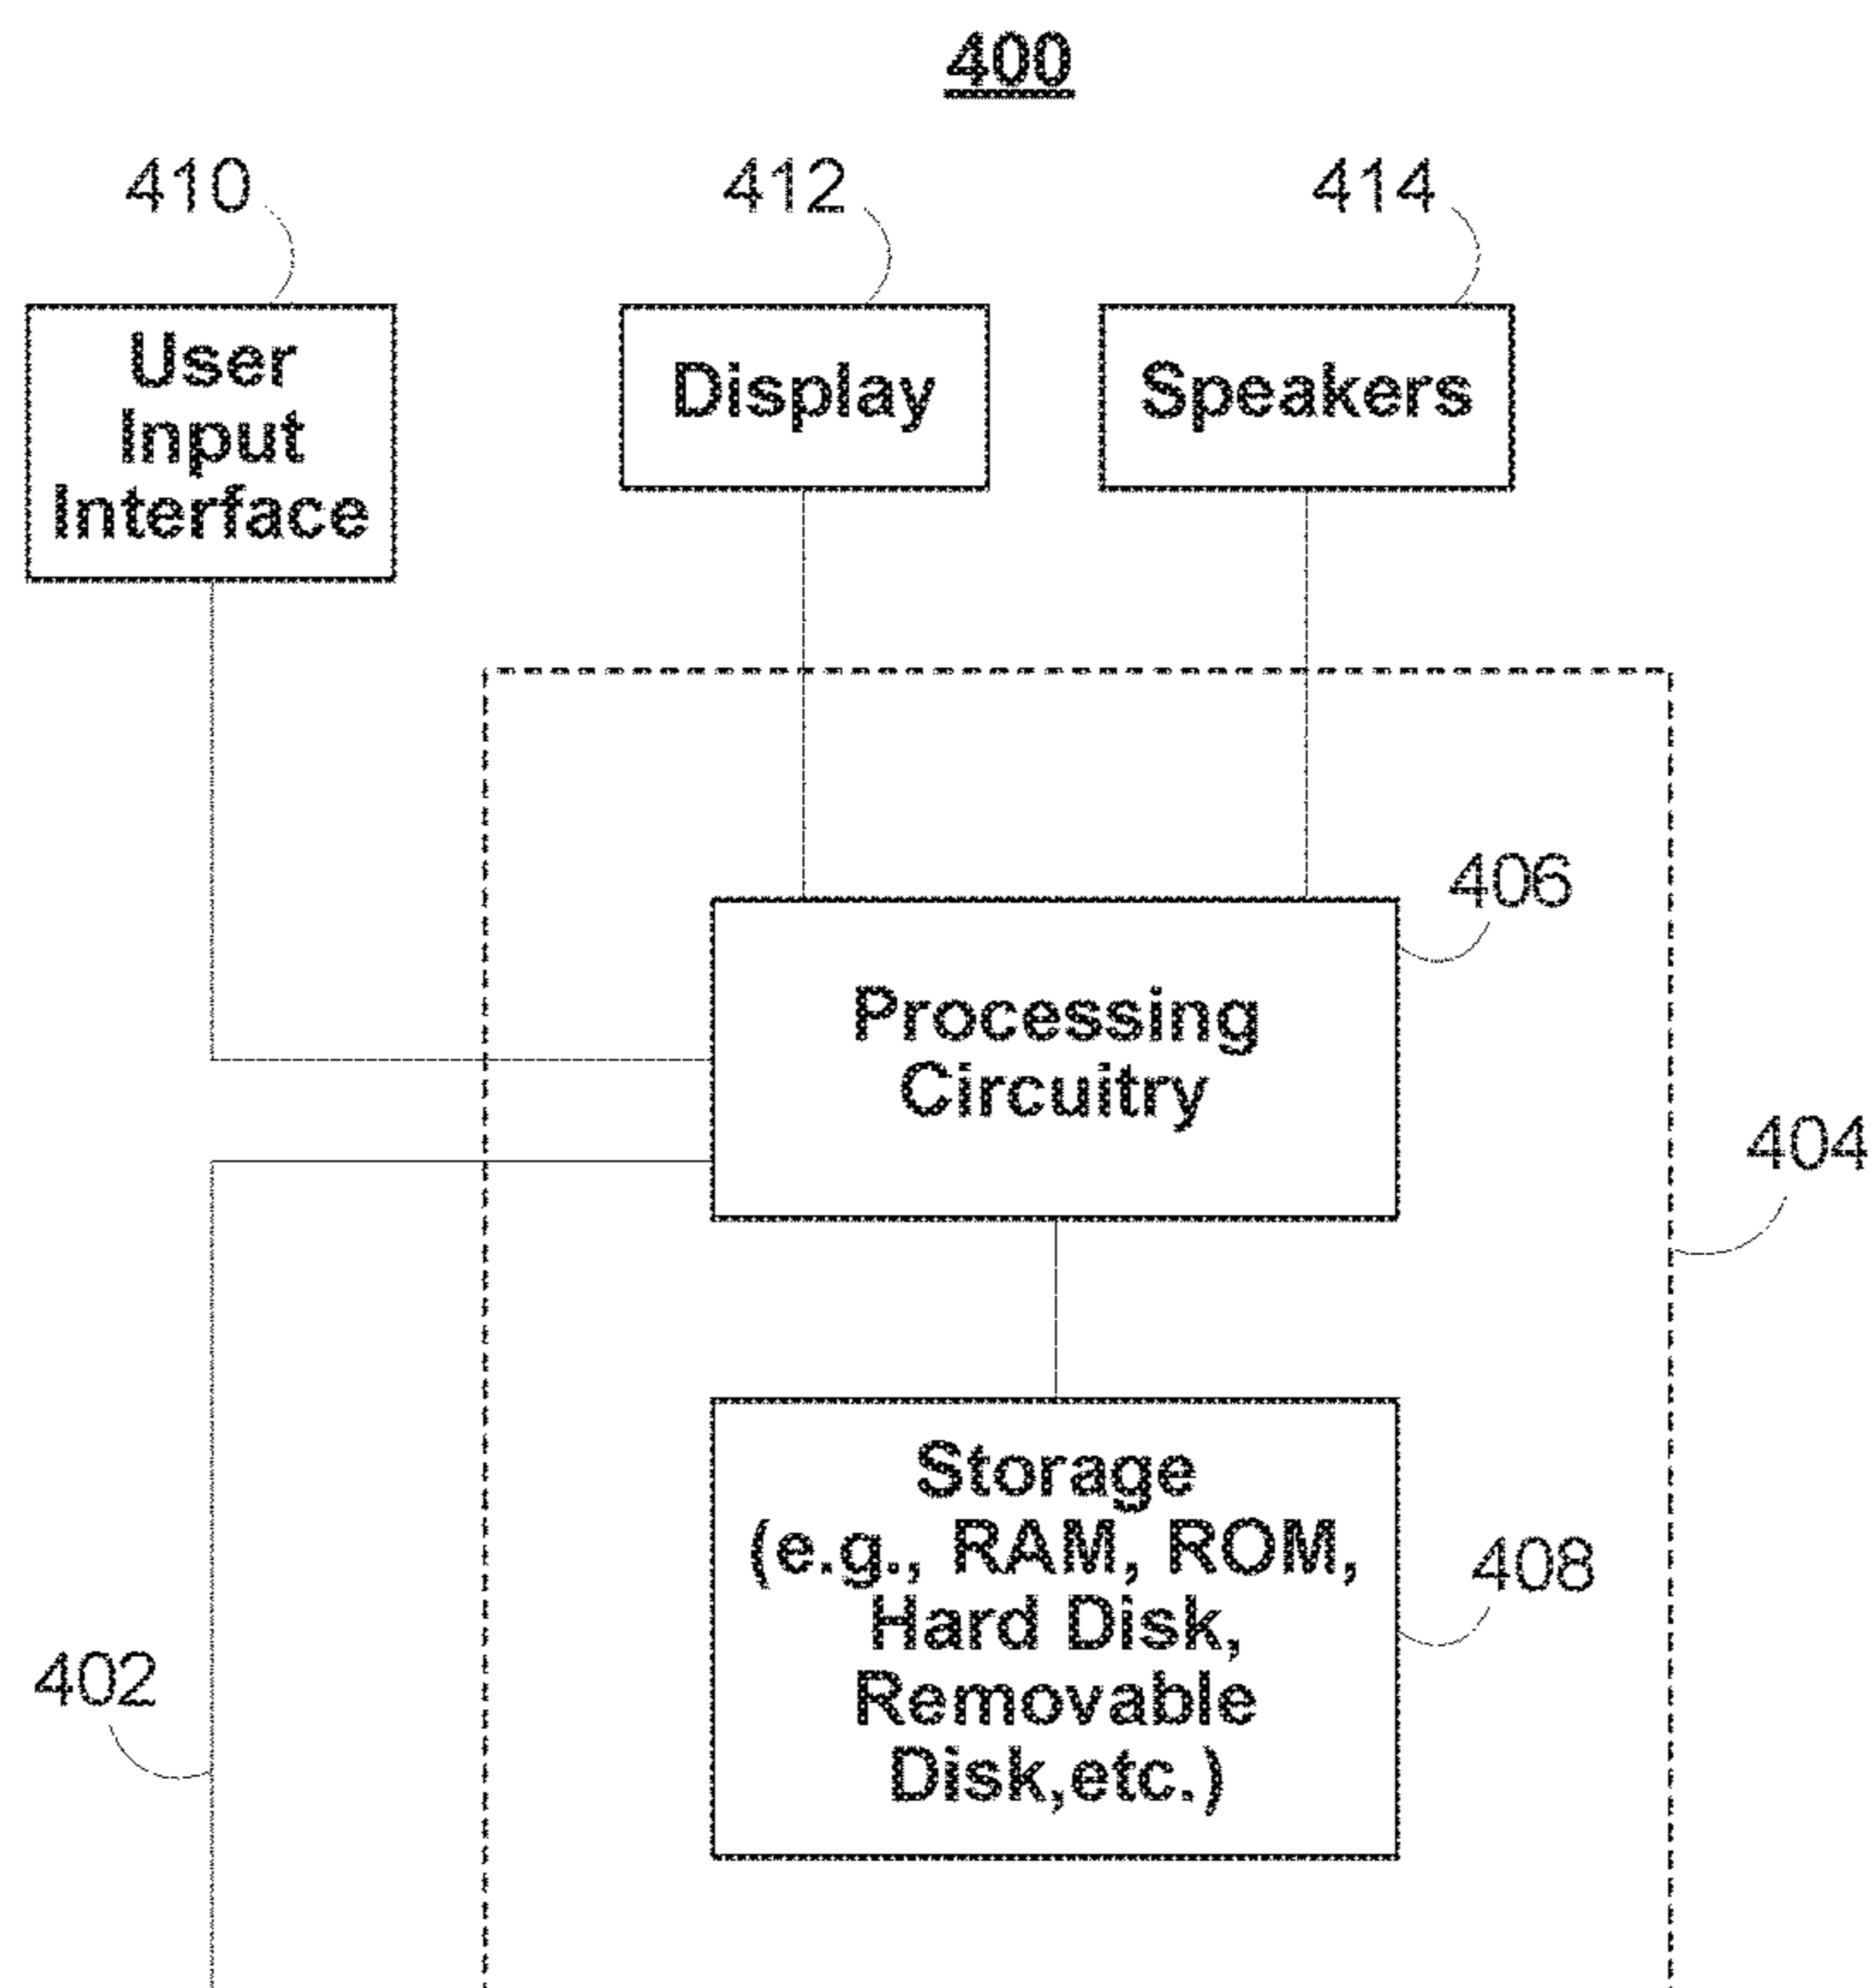 400
410
412
414
User
Input
Interface
Display
Speakers
406
Processing
Circuitry
404
Storage
(e.g., RAM, ROM,
Hard Disk,
Removable
Disk,etc.)
408
402